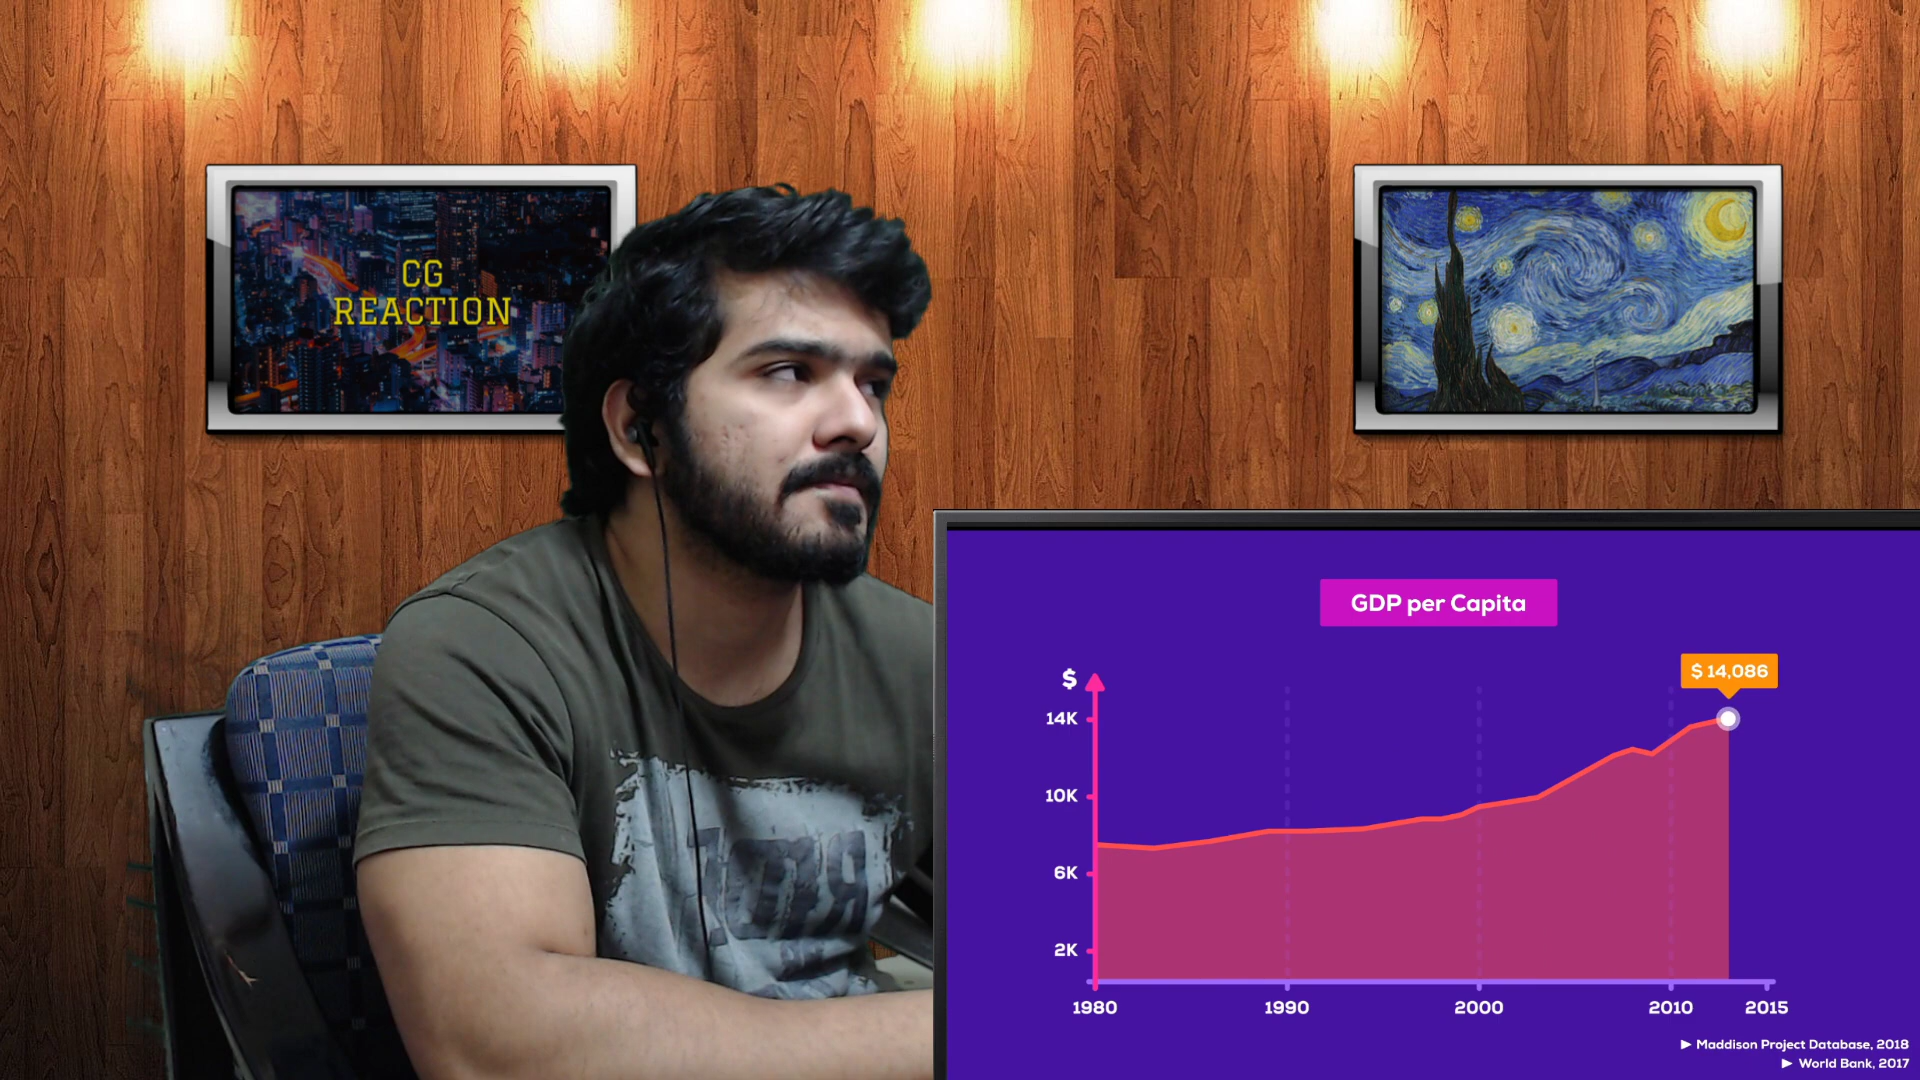 CG
REACTION
GDP per Capita
$
$ 14,086
14K
10K
6K
2K
1980
1990
2000
2010
2015
► Maddison Project Database, 2018
► World Bank, 2017